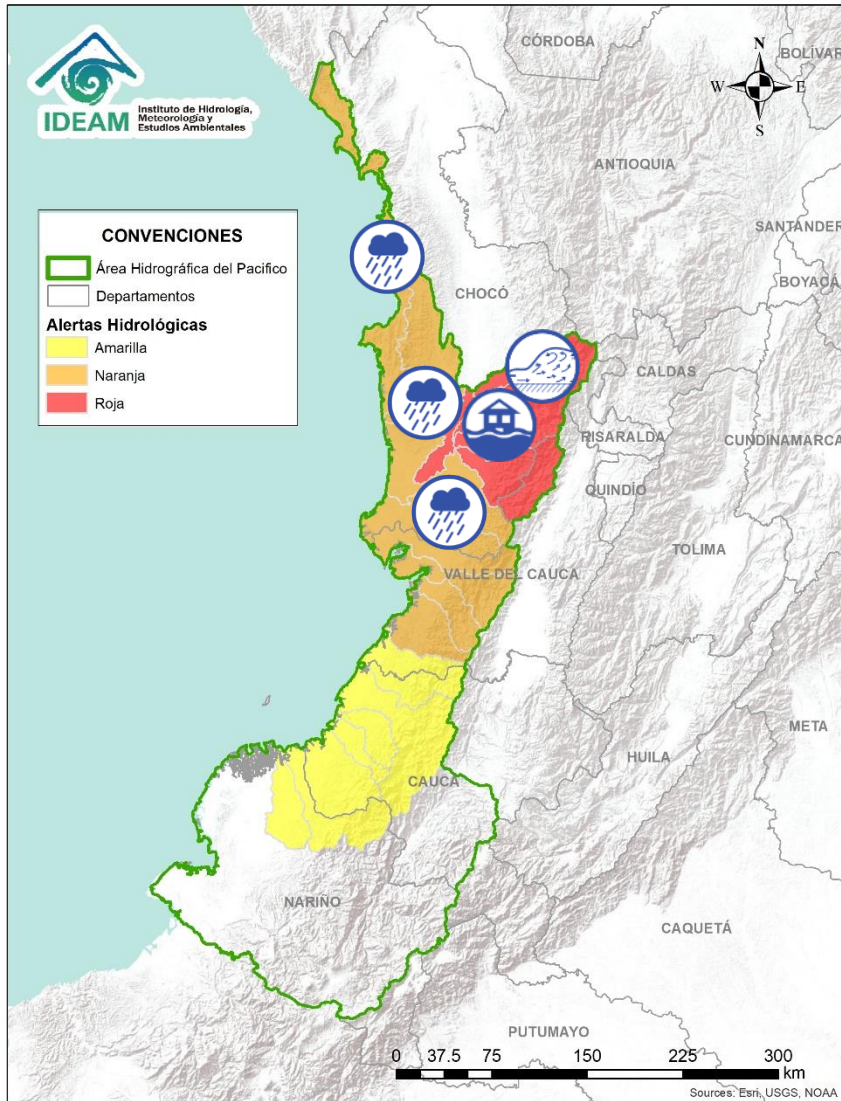 IDEAM
Instituto de Hidrología,
Meteorología y
Estudios Ambientales
N
W E
S
CÓRDOBA
BOLÍVAR
ANTIOQUIA
SANTANDER
BOYACÁ
CONVENCIONES
Área Hidrográfica del Pacifico
Departamentos
Alertas Hidrológicas
Amarilla
Naranja
Roja
CHOCÓ
CALDAS
RISARALDA
CUNDINAMARCA
QUINDÍO
TOLIMA
VALLE DEL CAUCA
META
HUILA
CAUCA
NARIÑO
CAQUETÁ
PUTUMAYO
0 37.5 75 150 225 300
km
Sources: Esri, USGS, NOAA